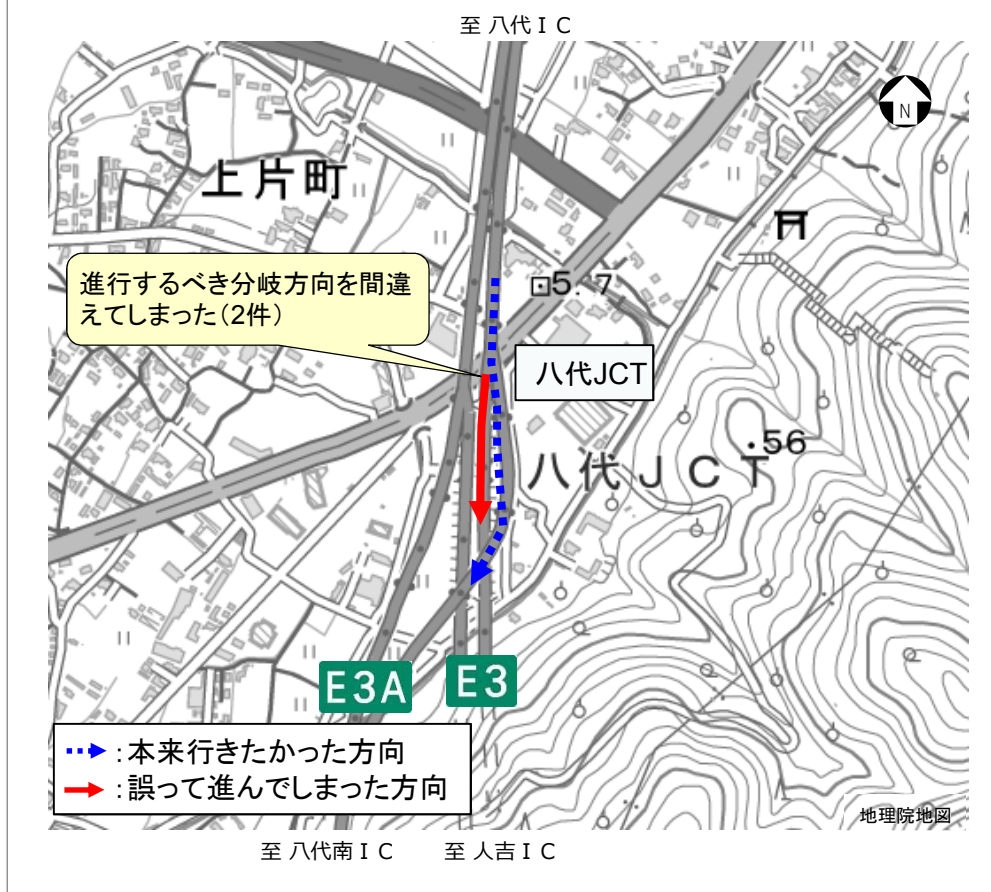 至 八代ＩＣ
N
上片町
進行するべき分岐方向を間違
えてしまった（2件）
5.7
八代JCT
八代ＪＣＴ
56
E3A
E3
：本来行きたかった方向
：誤って進んでしまった方向
地理院地図
至 八代南ＩＣ
至 人吉ＩＣ